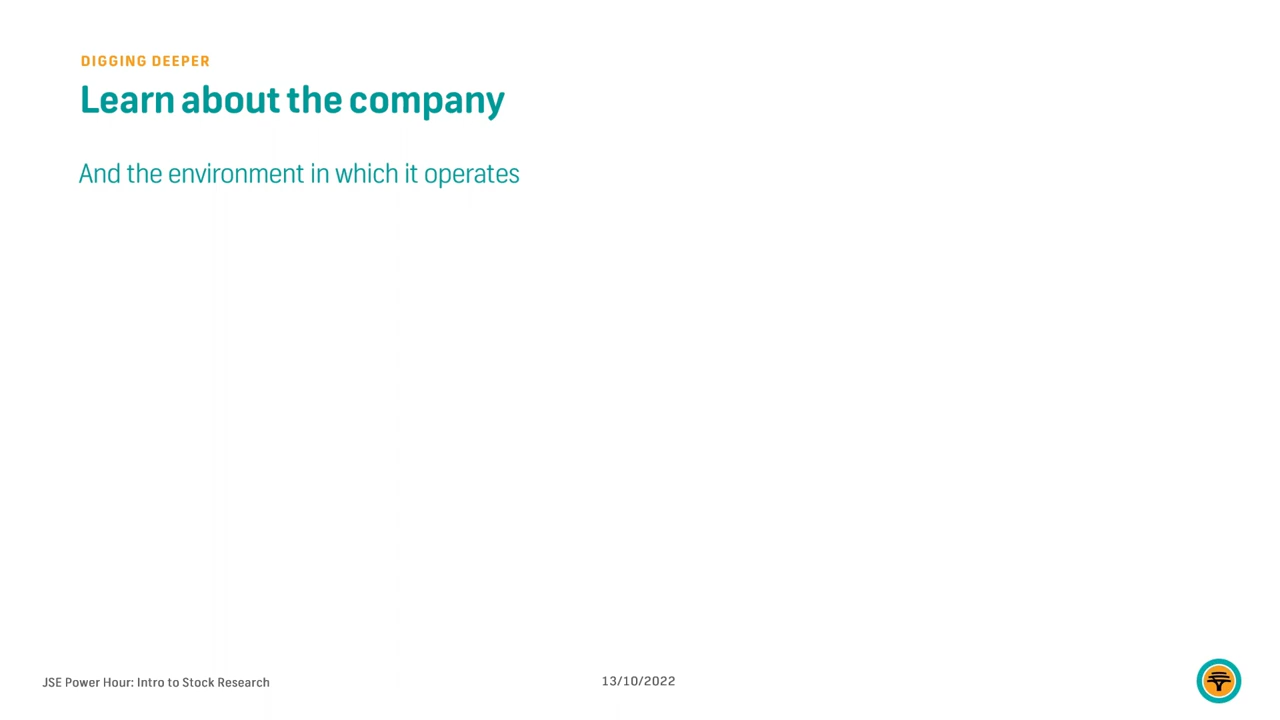 DIGGING DEEPER
Learn about the company
And the environment in which it operates
JSE Power Hour: Intro to Stock Research
13/10/2022